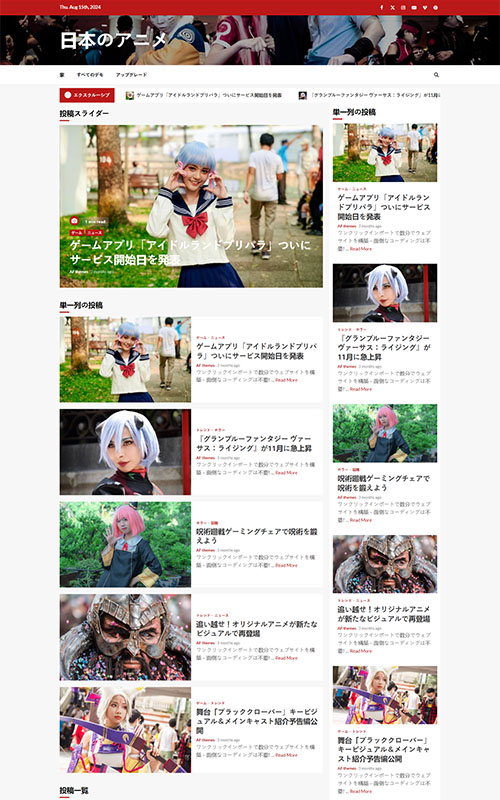 Thu. Aug 15th, 2024
日本のアニメ
家 すべてのデモ アップグレード
エクスクルーシブ
ゲームアプリ「アイドルランドプリパラ」ついにサービス開始日を発表
『グランブルーファンタジー ヴァーサス：ライジング』が11月に
投稿スライダー
1 min read
ゲーム ニュース
ゲームアプリ「アイドルランドプリパラ」ついに
サービス開始日を発表
AF themes 3 months ago
単一列の投稿
ゲーム ニュース
ゲームアプリ「アイドルランドプリパ
ラ」ついにサービス開始日を発表
AF themes 3 months ago
ワンクリックインポートで数分でウェブサイトを構
築 - 面倒なコーディングは不要! ... Read More
トレンド ホラー
『グランブルーファンタジー ヴァー
サス：ライジング』が11月に急上昇
AF themes 3 months ago
ワンクリックインポートで数分でウェブサイトを構
築 - 面倒なコーディングは不要! ... Read More
ホラー
呪術廻戦ゲーミングチェアで呪術を鍛
えよう
AF themes 3 months ago
ワンクリックインポートで数分でウェブサイトを構
築 - 面倒なコーディングは不要! ... Read More
トレンド ニュース
追い越せ！オリジナルアニメが新たな
ビジュアルで再登場
AF themes 3 months ago
ワンクリックインポートで数分でウェブサイトを構
築 - 面倒なコーディングは不要! ... Read More
ゲーム トレンド
舞台「ブラッククローバー」キービジ
ュアル＆メインキャスト紹介予告編公
開
AF themes 3 months ago
ワンクリックインポートで数分でウェブサイトを構
築 - 面倒なコーディングは不要! ... Read More
投稿一覧
単一列の投稿
ゲーム ニュース
ゲームアプリ「アイドルラン
ドプリパラ」ついにサービス
開始日を発表
AF themes 3 months ago
ワンクリックインポートで数分でウェブ
サイトを構築 - 面倒なコーディングは不
要! ... Read More
トレンド ホラー
『グランブルーファンタジー
ヴァーサス：ライジング』が
11月に急上昇
AF themes 3 months ago
ワンクリックインポートで数分でウェブ
サイトを構築 - 面倒なコーディングは不
要! ... Read More
ホラー
呪術廻戦ゲーミングチェアで
呪術を鍛えよう
AF themes 3 months ago
ワンクリックインポートで数分でウェブ
サイトを構築 - 面倒なコーディングは不
要! ... Read More
トレンド ニュース
追い越せ！オリジナルアニメ
が新たなビジュアルで再登場
AF themes 3 months ago
ワンクリックインポートで数分でウェブ
サイトを構築 - 面倒なコーディングは不
要! ... Read More
ゲーム トレンド
舞台「ブラッククローバー」
キービジュアル＆メインキャ
スト紹介予告編公開
AF themes 3 months ago
ワンクリックインポートで数分でウェブ
サイトを構築 - 面倒なコーディングは不
要! ... Read More